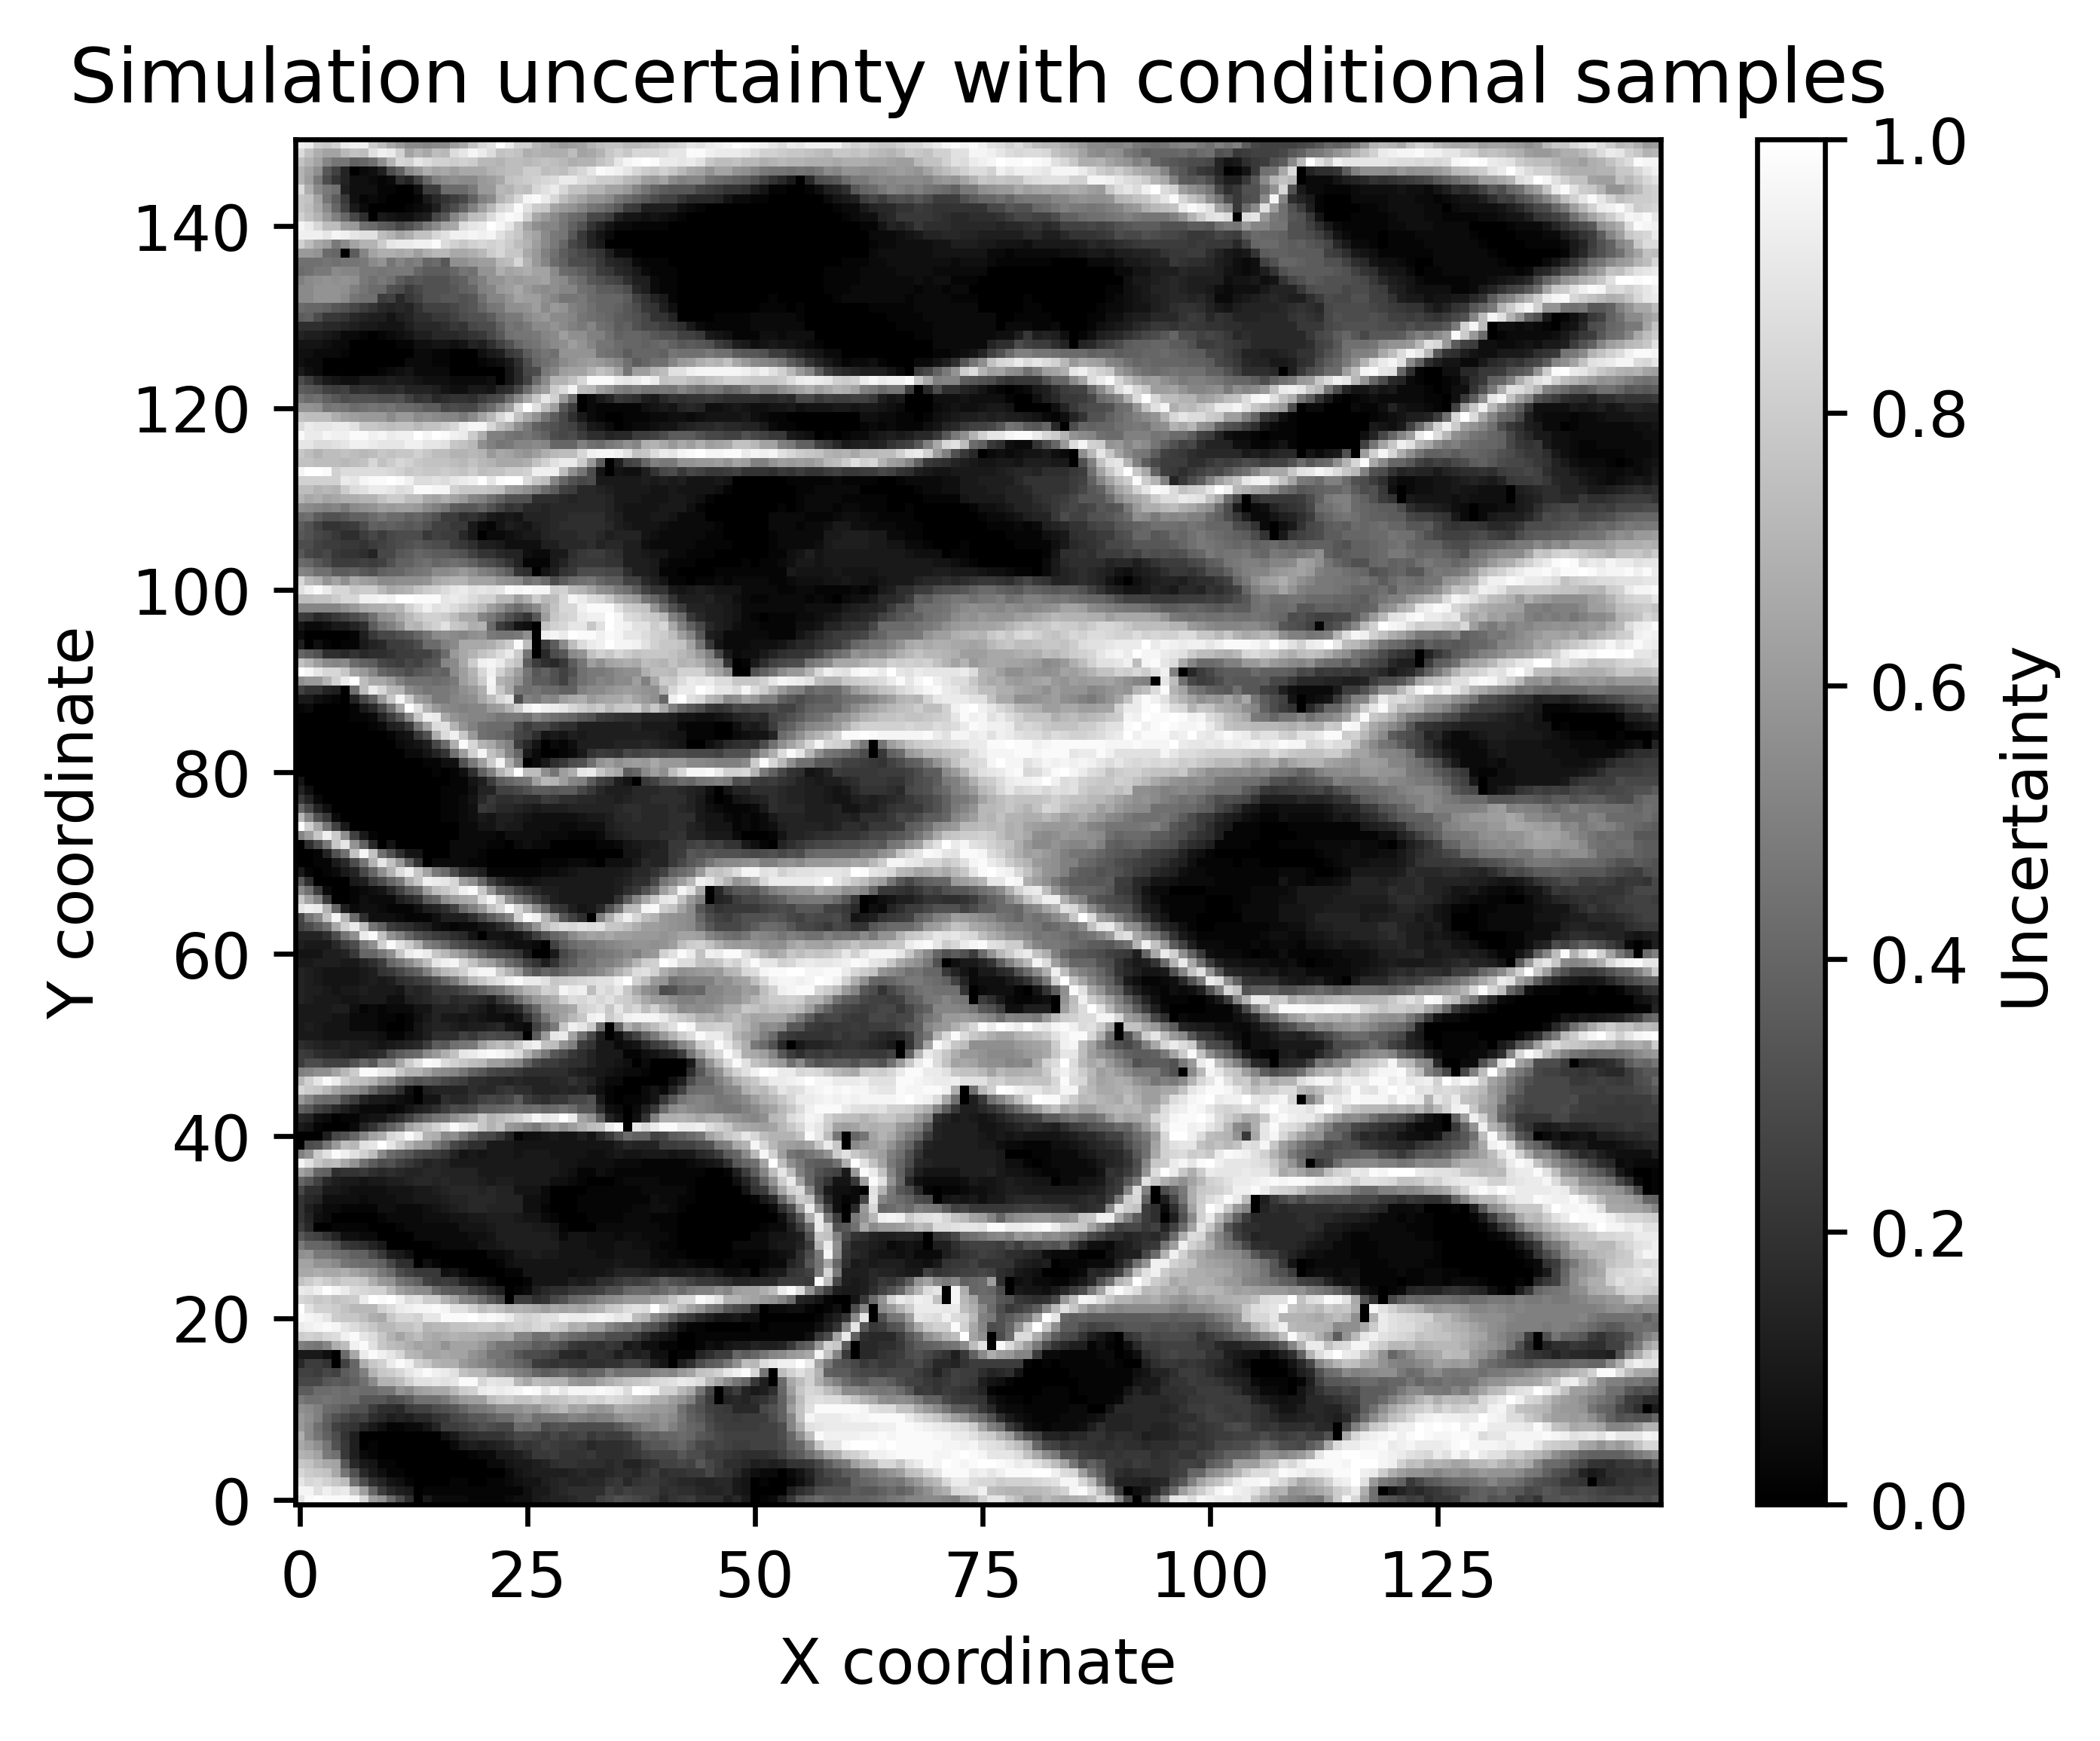 Simulation uncertainty with conditional samples
Y coordinate
140
120
100
80
60
40
20
0
0 25 50 75 100 125
X coordinate
1.0
0.8
0.6
0.4
0.2
0.0
Uncertainty